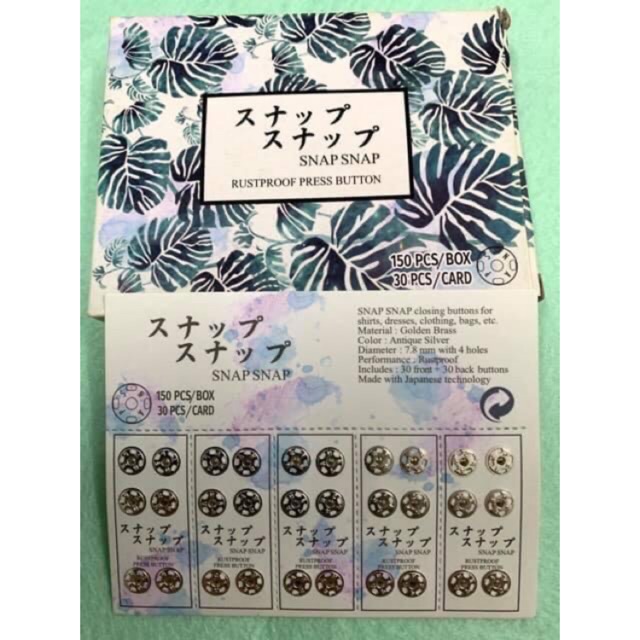 スナップ
スナップ
SNAP SNAP
RUSTPROOF PRESS BUTTON
150 PCS/BOX
30 PCS/CARD
スナップ
スナップ
SNAP SNAP
150 PCS/BOX
30 PCS/CARD
SNAP SNAP closing buttons for
shirts, dresses, clothing, bags, etc.
Material : Golden Brass
Color : Antique Silver
Diameter : 7.8 mm with 4 holes
Performance : Rustproof
Includes : 30 front + 30 back buttons
Made with Japanese technology
スナップ
スナップ
SNAP SNAP
RUSTPROOF
PRESS BUTTON
スナップ
スナップ
SNAP SNAP
RUSTPROOF
PRESS BUTTON
スナップ
スナップ
SNAP SNAP
RUSTPROOF
PRESS BUTTON
スナップ
スナップ
SNAP SNAP
RUSTPROOF
PRESS BUTTON
スナップ
スナップ
SNAP SNAP
RUSTPROOF
PRESS BUTTON